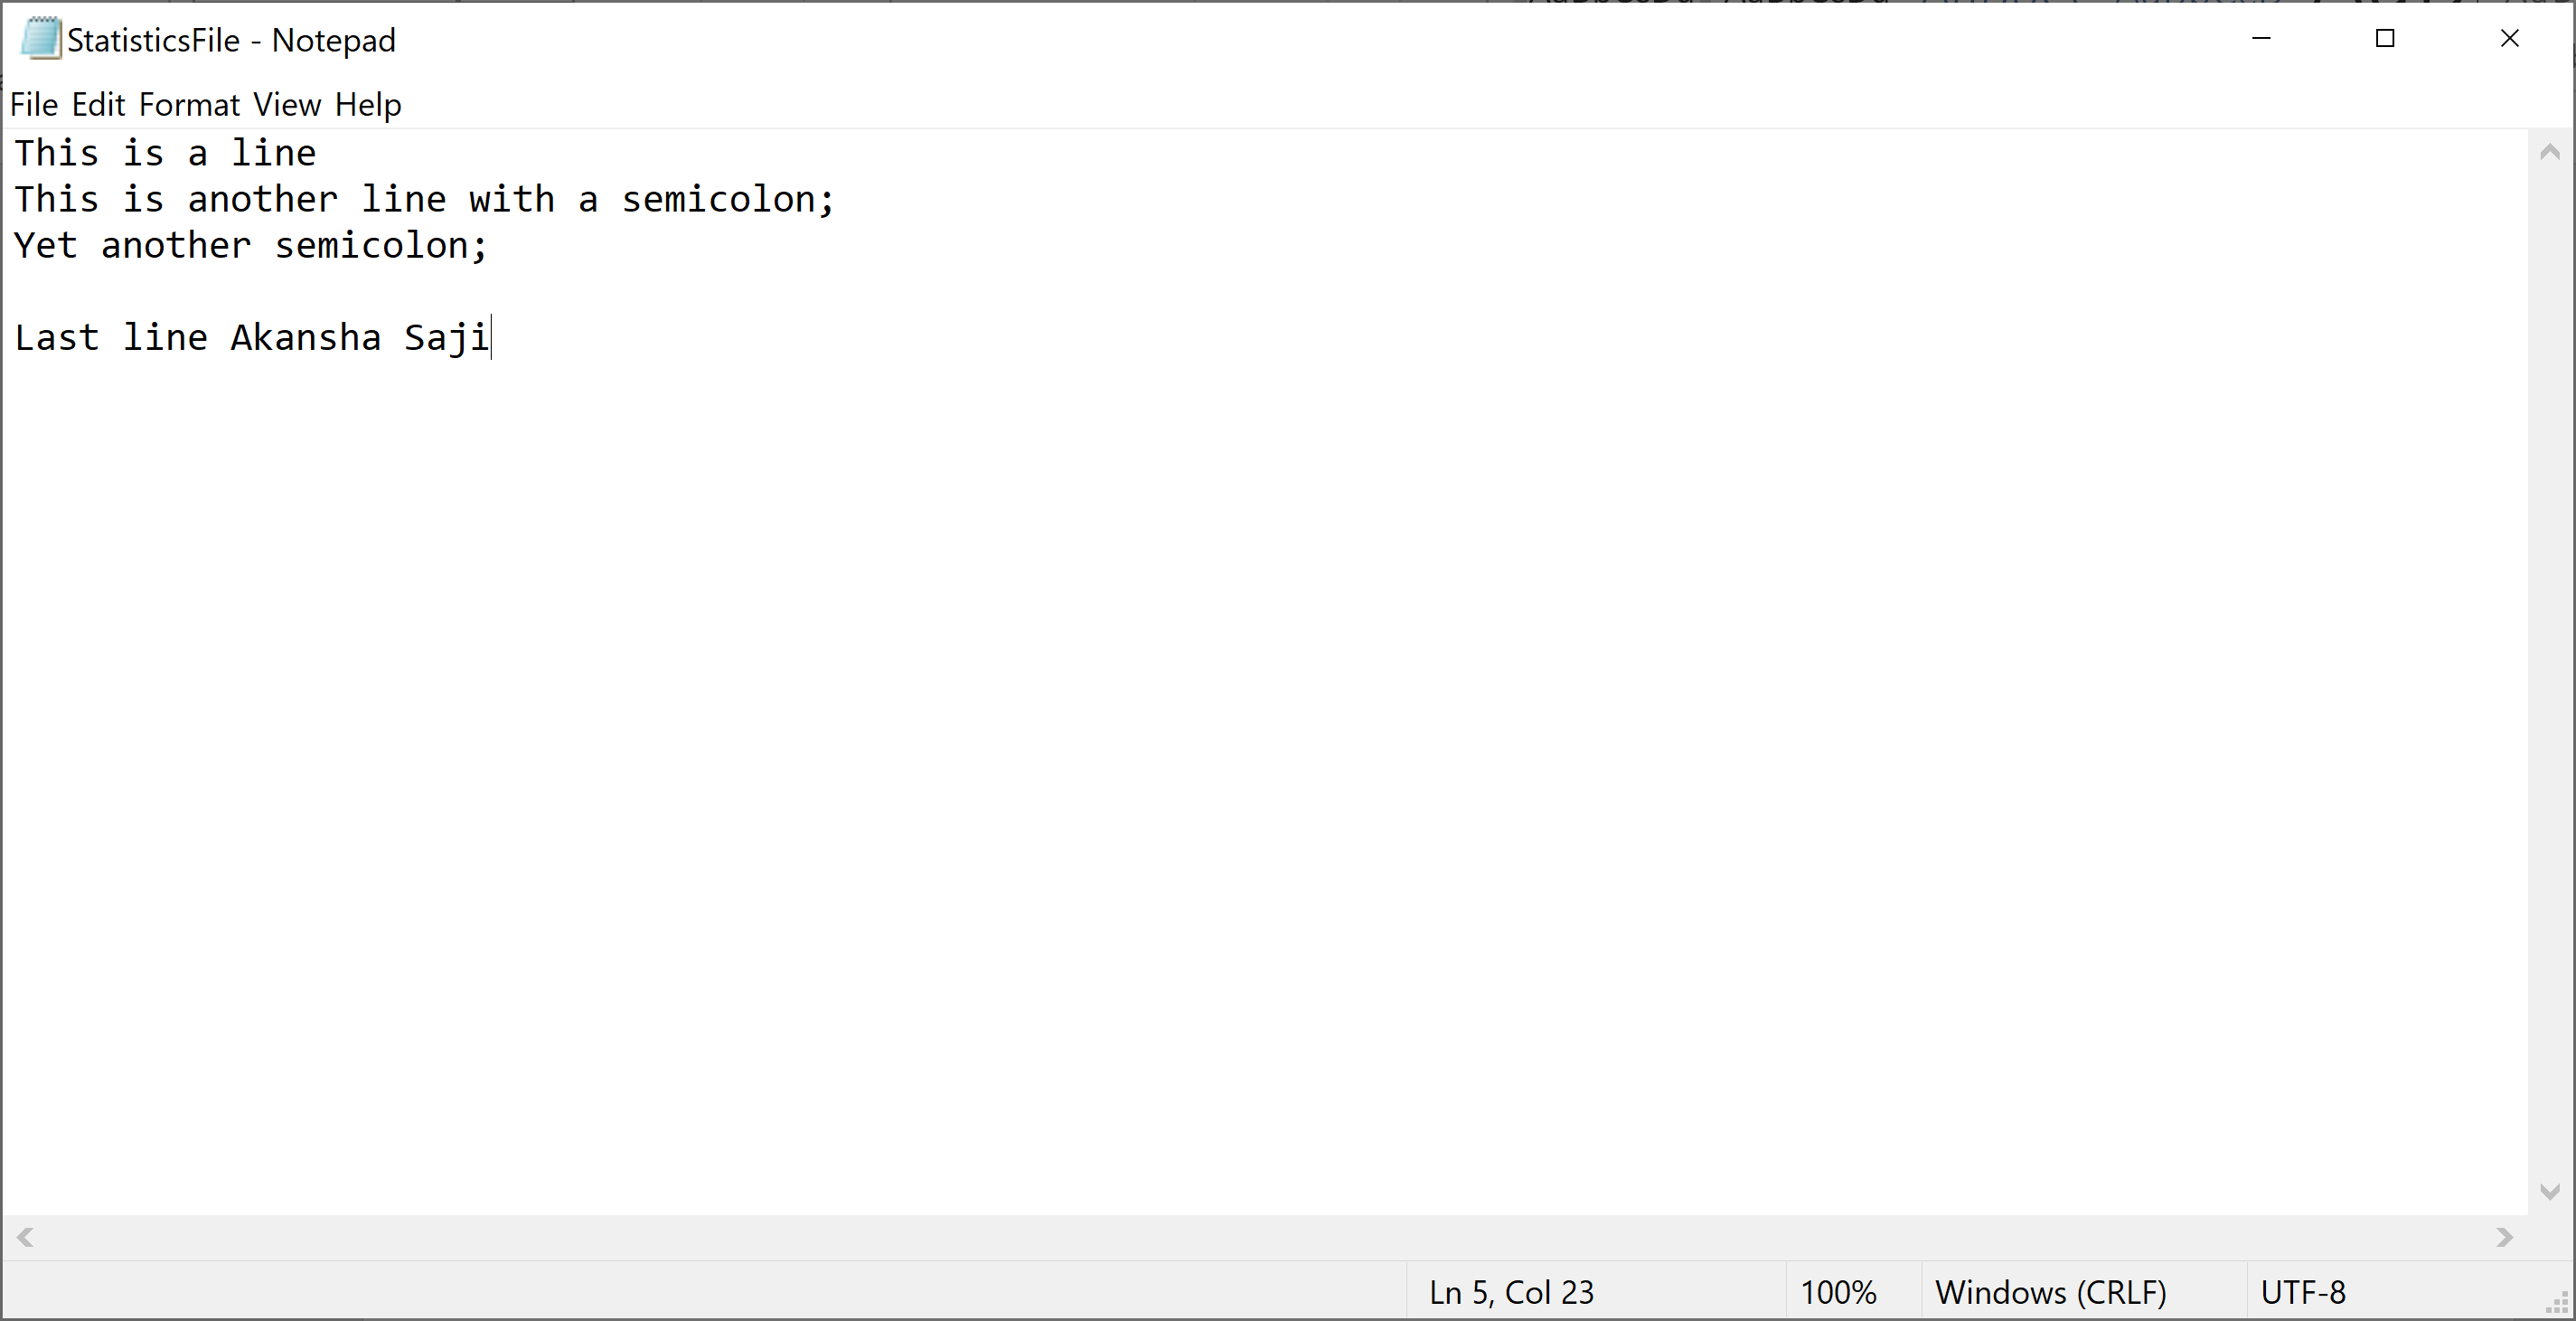 StatisticsFile - Notepad
File Edit Format View Help
This is a line
This is another line with a semicolon;
Yet another semicolon;
Last line Akansha Saji
Ln 5, Col 23 100% Windows (CRLF) UTF-8